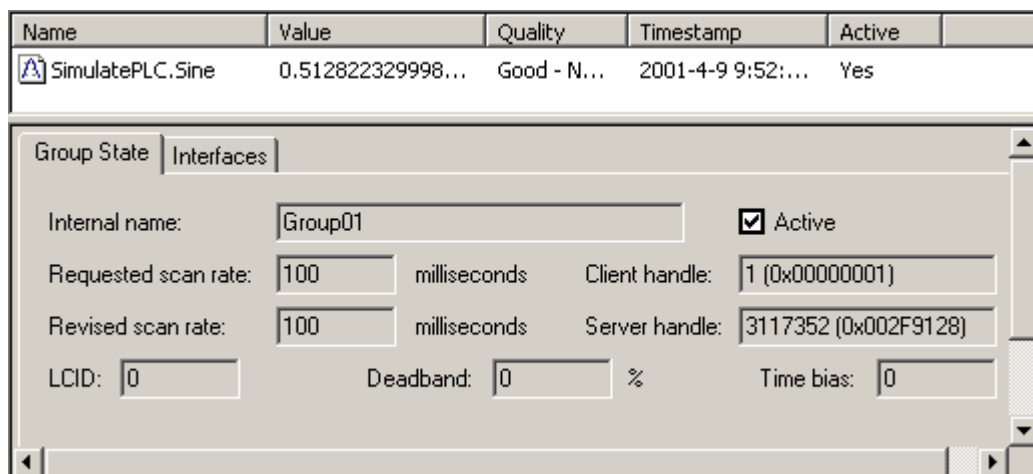 Name Value Quality Timestamp Active
SimulatePLC.Sine 0.512822329998... Good - N... 2001-4-9 9:52:... Yes
Group State Interfaces
Internal name: Group01 Active
Requested scan rate: 100 milliseconds Client handle: 1 (0x00000001)
Revised scan rate: 100 milliseconds Server handle: 3117352 (0x002F9128)
LCID: 0 Deadband: 0 % Time bias: 0